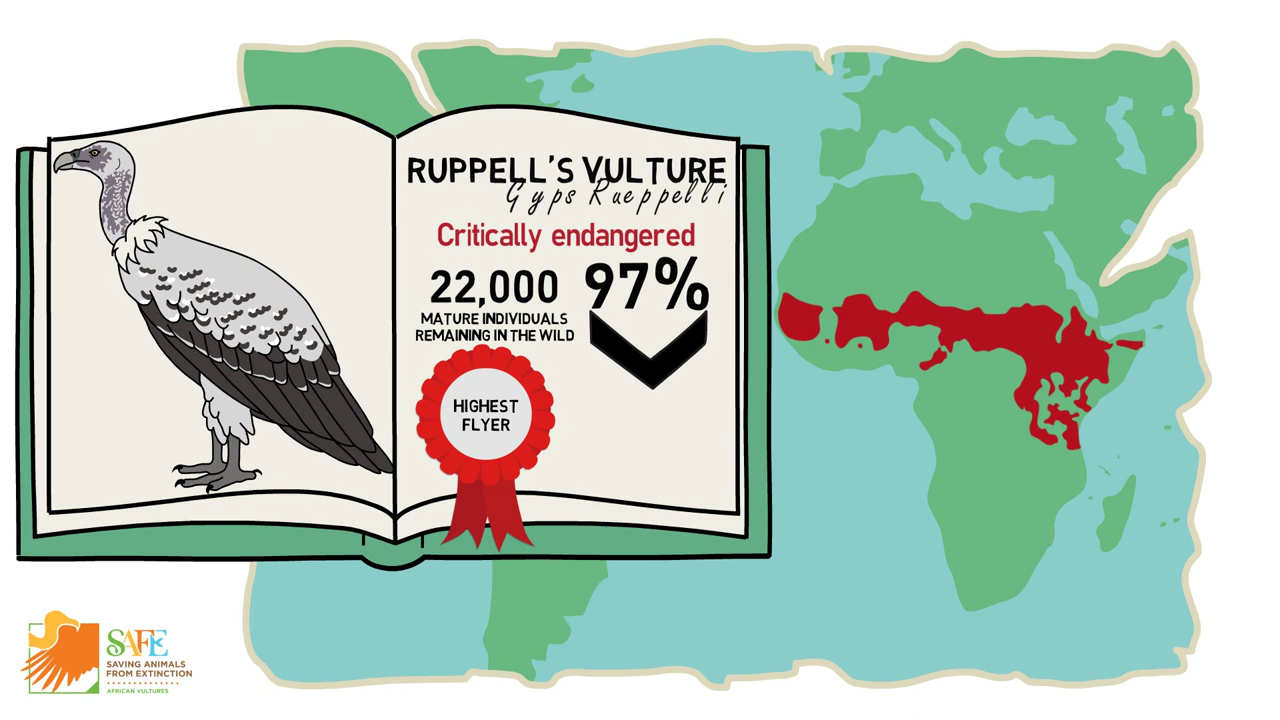 RUPPELL'S VULTURE
Gyps Rueppelli
Critically endangered
22,000
MATURE INDIVIDUALS
REMAINING IN THE WILD
97%
HIGHEST
FLYER
SAFE
SAVING ANIMALS
FROM EXTINCTION
AFRICAN VULTURES